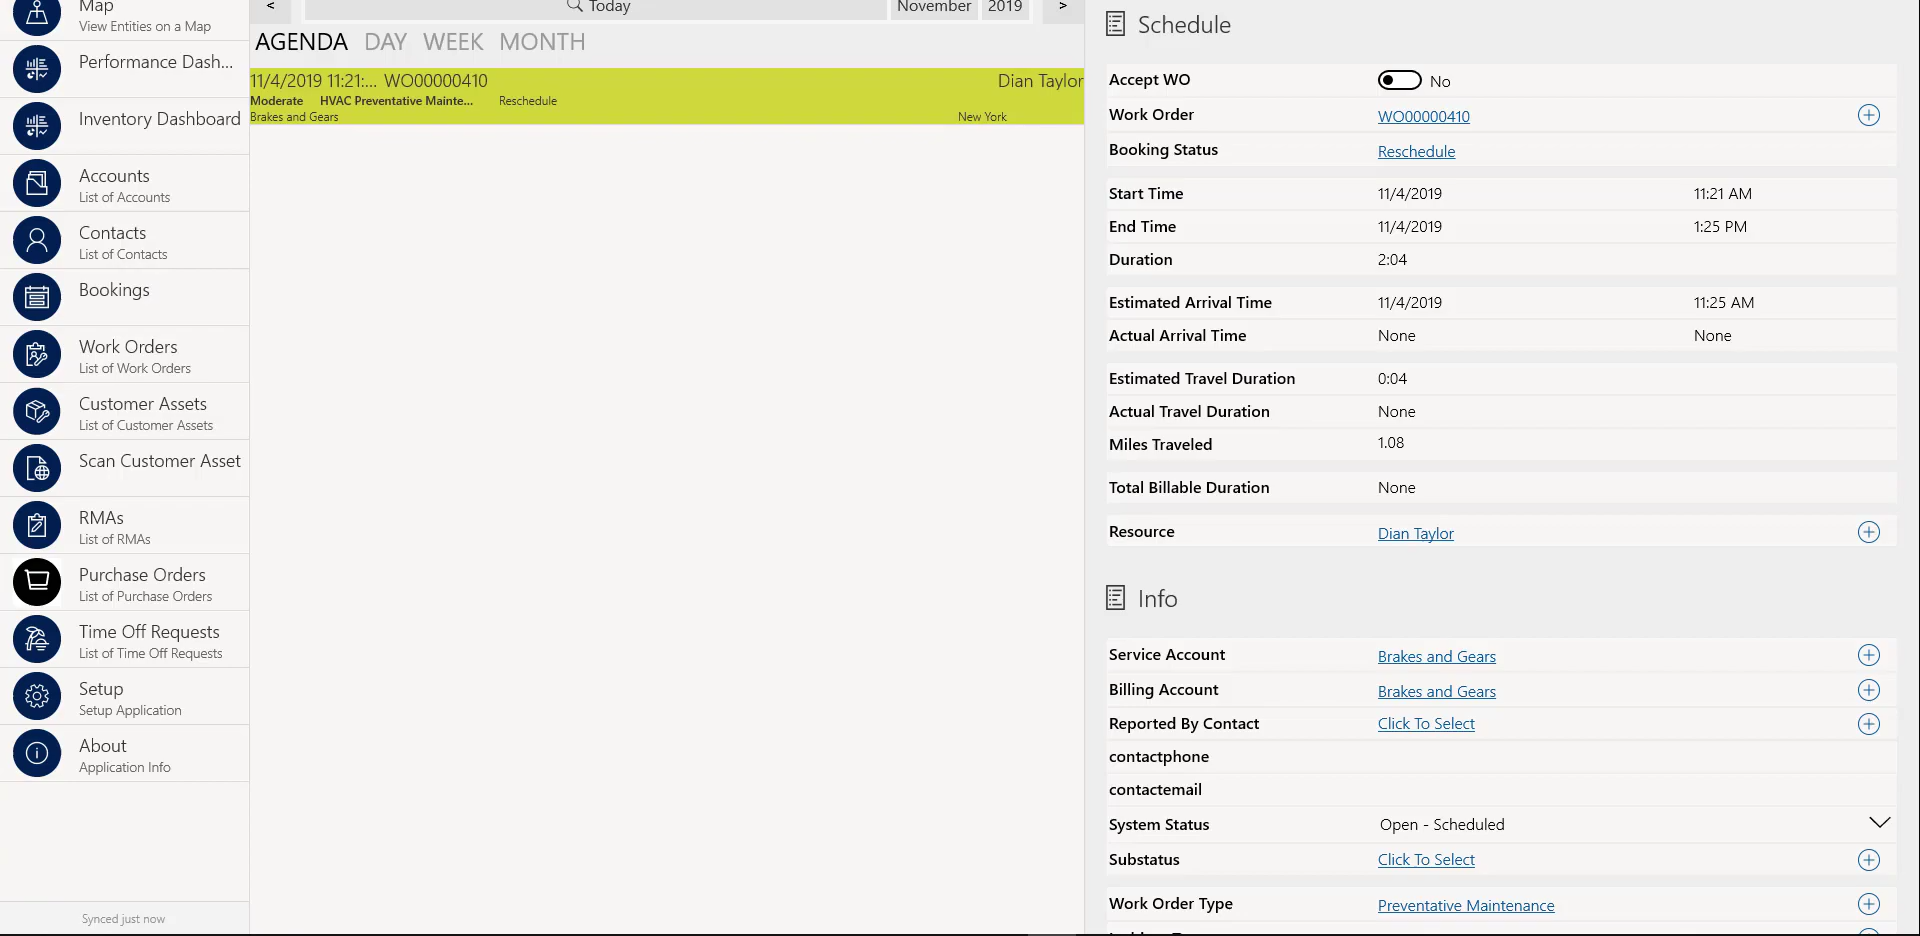 Map
View Entities on a Map
Performance Dash...
Inventory Dashboard
Accounts
List of Accounts
Contacts
List of Contacts
Bookings
Work Orders
List of Work Orders
Customer Assets
List of Customer Assets
Scan Customer Asset
RMAs
List of RMAs
Purchase Orders
List of Purchase Orders
Time Off Requests
List of Time Off Requests
Setup
Setup Application
About
Application Info
Synced just now
< Today November 2019 >
AGENDA DAY WEEK MONTH
11/4/2019 11:21:... WO00000410 Dian Taylor
Moderate HVAC Preventative Mainte... Reschedule
Brakes and Gears New York
Schedule
Accept WO No
Work Order WO00000410
Booking Status Reschedule
Start Time 11/4/2019 11:21 AM
End Time 11/4/2019 1:25 PM
Duration 2:04
Estimated Arrival Time 11/4/2019 11:25 AM
Actual Arrival Time None None
Estimated Travel Duration 0:04
Actual Travel Duration None
Miles Traveled 1.08
Total Billable Duration None
Resource Dian Taylor
Info
Service Account Brakes and Gears
Billing Account Brakes and Gears
Reported By Contact Click To Select
contactphone
contactemail
System Status Open - Scheduled
Substatus Click To Select
Work Order Type Preventative Maintenance